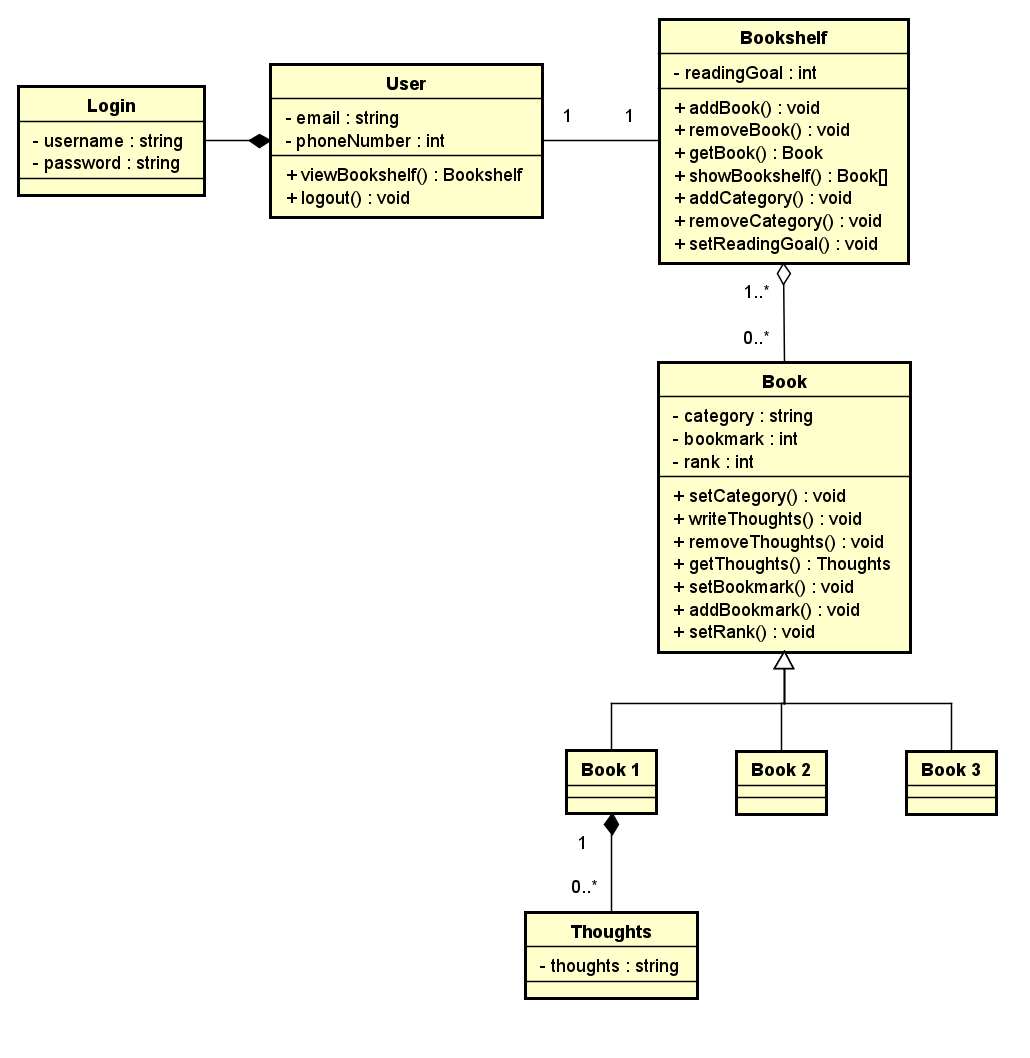 Login
- username : string
- password : string
User
- email : string
- phoneNumber : int
+ viewBookshelf() : Bookshelf
+ logout() : void
1
1
Bookshelf
- readingGoal : int
+ addBook() : void
+ removeBook() : void
+ getBook() : Book
+ showBookshelf() : Book[]
+ addCategory() : void
+ removeCategory() : void
+ setReadingGoal() : void
1..*
0..*
Book
- category : string
- bookmark : int
- rank : int
+ setCategory() : void
+ writeThoughts() : void
+ removeThoughts() : void
+ getThoughts() : Thoughts
+ setBookmark() : void
+ addBookmark() : void
+ setRank() : void
Book 1
Book 2
Book 3
1
0..*
Thoughts
- thoughts : string